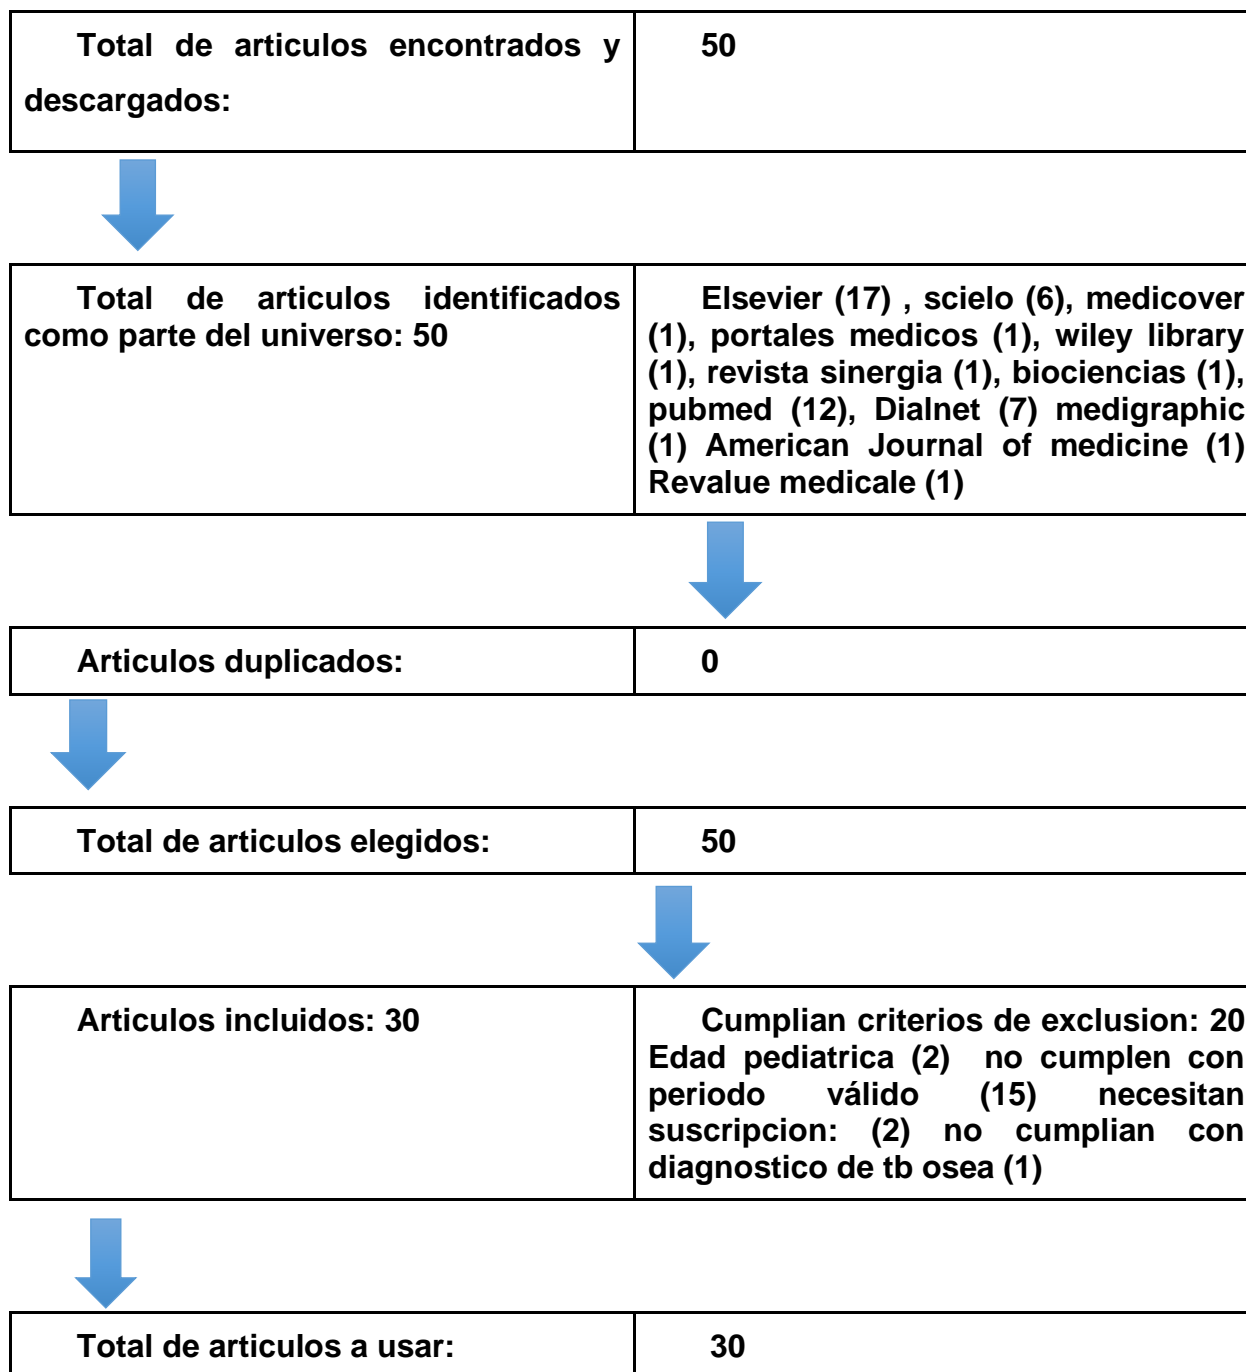 Total de articulos encontrados y
descargados:
50
Total de articulos identificados
como parte del universo: 50
Elsevier (17) , scielo (6), medicover
(1), portales medicos (1), wiley library
(1), revista sinergia (1), biociencias (1),
pubmed (12), Dialnet (7) medigraphic
(1) American Journal of medicine (1)
Revalue medicale (1)
Articulos duplicados:
0
Total de articulos elegidos:
50
Articulos incluidos: 30
Cumplian criterios de exclusion: 20
Edad pediatrica (2) no cumplen con
periodo válido (15) necesitan
suscripcion: (2) no cumplian con
diagnostico de tb osea (1)
Total de articulos a usar:
30